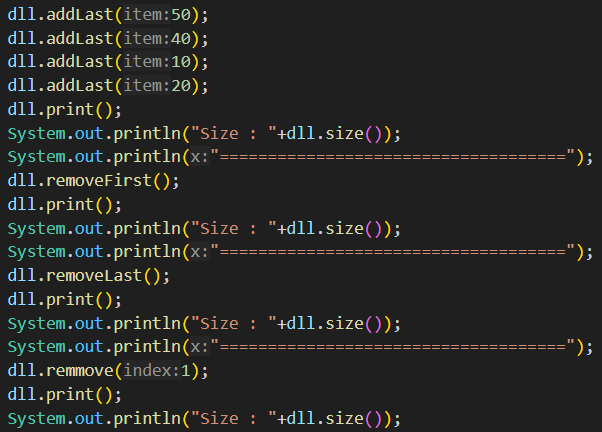 dll.addLast(item:50);
dll.addLast(item:40);
dll.addLast(item:10);
dll.addLast(item:20);
dll.print();
System.out.println("Size : "+dll.size());
System.out.println(x:"====================================");
dll.removeFirst();
dll.print();
System.out.println("Size : "+dll.size());
System.out.println(x:"====================================");
dll.removeLast();
dll.print();
System.out.println("Size : "+dll.size());
System.out.println(x:"====================================");
dll.remmove(index:1);
dll.print();
System.out.println("Size : "+dll.size());